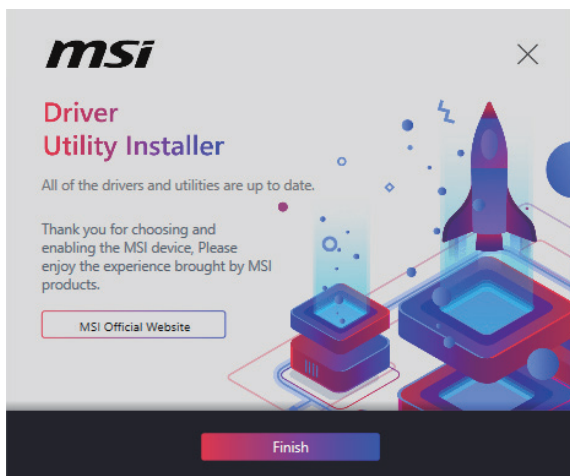 msi
Driver
Utility Installer
All of the drivers and utilities are up to date.
Thank you for choosing and
enabling the MSI device, Please
enjoy the experience brought by MSI
products.
MSI Official Website
Finish